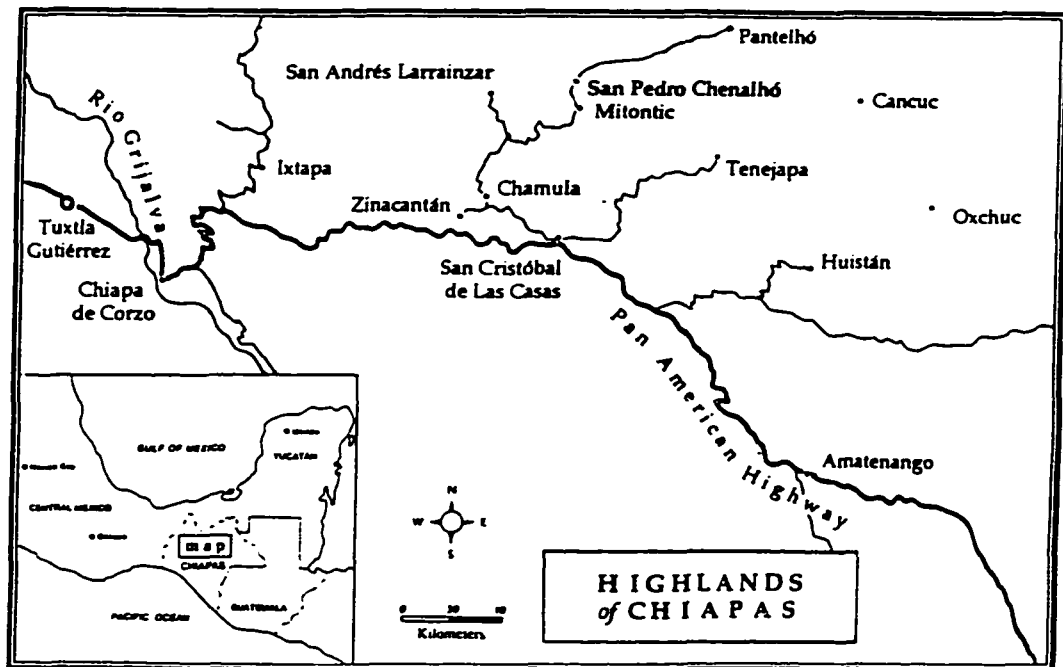 Pantelhó
San Andrés Larrainzar
San Pedro Chenalhó
Mitontic
Cancuc
Rio Grijalva
Ixtapa
Tenejapa
Chamula
Zinacantán
Oxchuc
Tuxtla
Gutiérrez
Huistán
San Cristóbal
de Las Casas
Chiapa
de Corzo
Pan American Highway
Amatenango
GULF OF MEXICO
YUCATAN
CENTRAL MEXICO
map
CHIAPAS
GUATEMALA
PACIFIC OCEAN
N
W
E
S
0
Kilometers
HIGHLANDS
of CHIAPAS